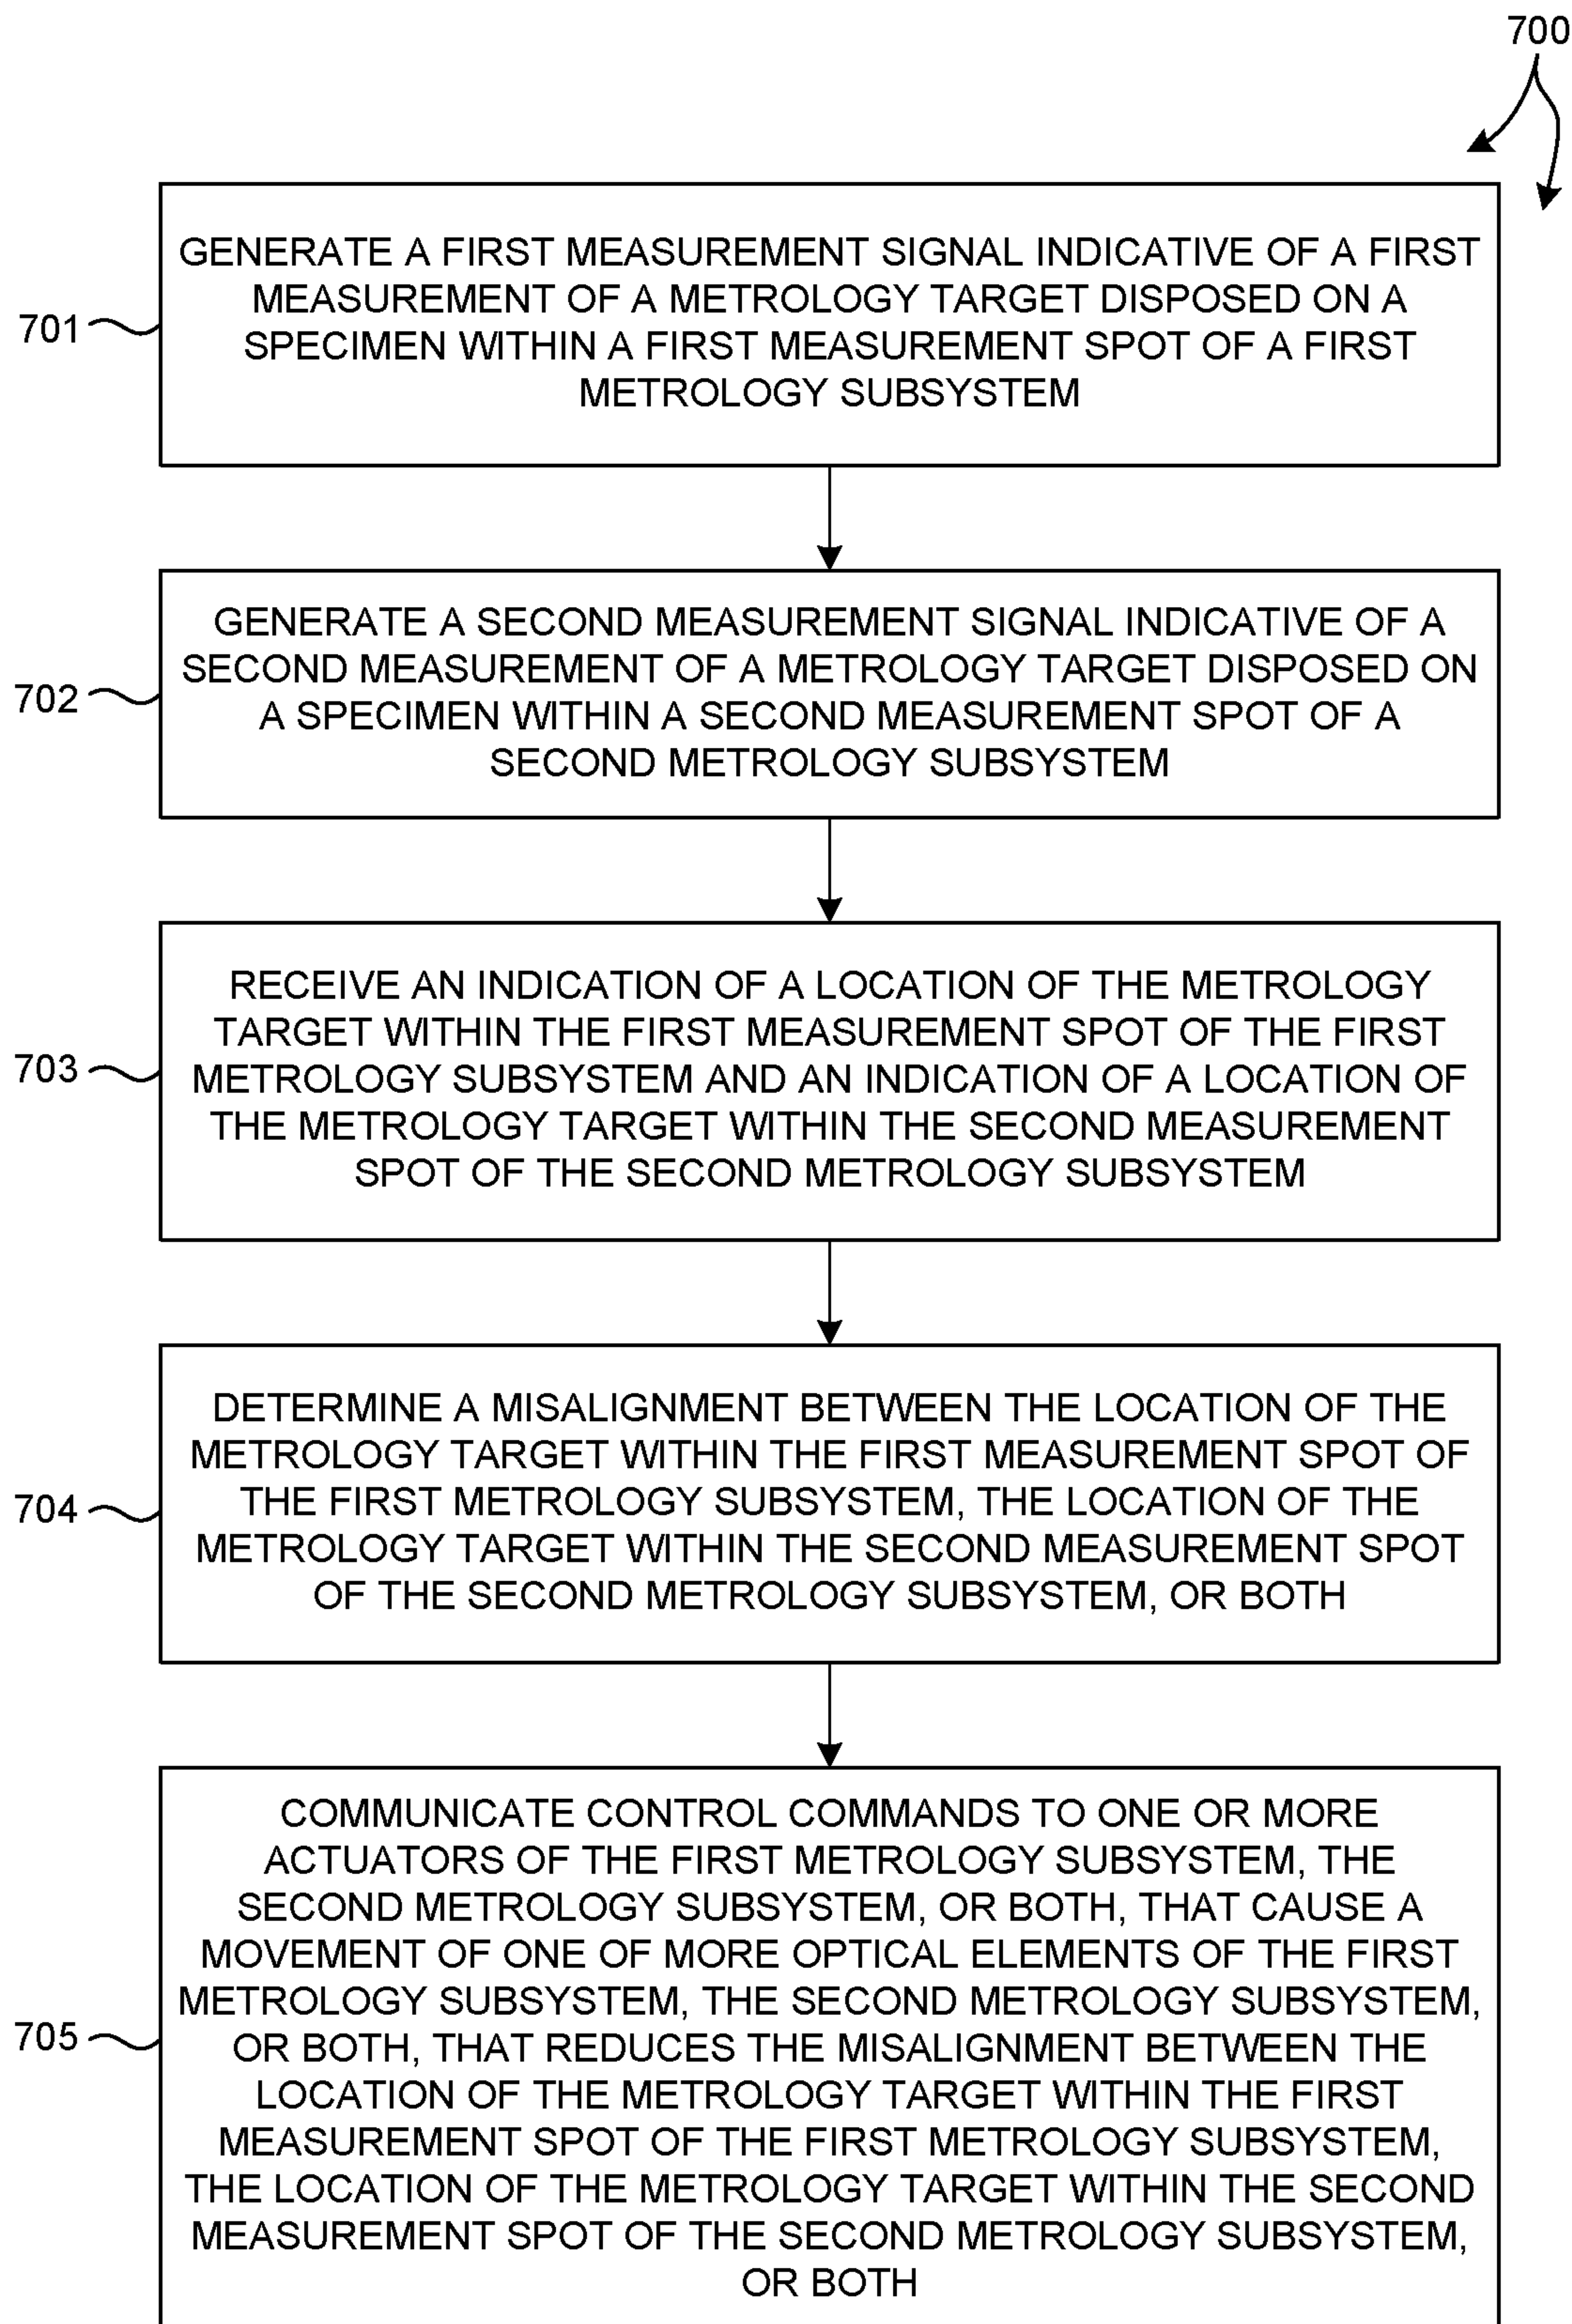 700
GENERATE A FIRST MEASUREMENT SIGNAL INDICATIVE OF A FIRST
MEASUREMENT OF A METROLOGY TARGET DISPOSED ON A
SPECIMEN WITHIN A FIRST MEASUREMENT SPOT OF A FIRST
METROLOGY SUBSYSTEM
701
GENERATE A SECOND MEASUREMENT SIGNAL INDICATIVE OF A
SECOND MEASUREMENT OF A METROLOGY TARGET DISPOSED ON
A SPECIMEN WITHIN A SECOND MEASUREMENT SPOT OF A
SECOND METROLOGY SUBSYSTEM
702
RECEIVE AN INDICATION OF A LOCATION OF THE METROLOGY
TARGET WITHIN THE FIRST MEASUREMENT SPOT OF THE FIRST
METROLOGY SUBSYSTEM AND AN INDICATION OF A LOCATION OF
THE METROLOGY TARGET WITHIN THE SECOND MEASUREMENT
SPOT OF THE SECOND METROLOGY SUBSYSTEM
703
DETERMINE A MISALIGNMENT BETWEEN THE LOCATION OF THE
METROLOGY TARGET WITHIN THE FIRST MEASUREMENT SPOT OF
THE FIRST METROLOGY SUBSYSTEM, THE LOCATION OF THE
METROLOGY TARGET WITHIN THE SECOND MEASUREMENT SPOT
OF THE SECOND METROLOGY SUBSYSTEM, OR BOTH
704
COMMUNICATE CONTROL COMMANDS TO ONE OR MORE
ACTUATORS OF THE FIRST METROLOGY SUBSYSTEM, THE
SECOND METROLOGY SUBSYSTEM, OR BOTH, THAT CAUSE A
MOVEMENT OF ONE OF MORE OPTICAL ELEMENTS OF THE FIRST
METROLOGY SUBSYSTEM, THE SECOND METROLOGY SUBSYSTEM,
OR BOTH, THAT REDUCES THE MISALIGNMENT BETWEEN THE
LOCATION OF THE METROLOGY TARGET WITHIN THE FIRST
MEASUREMENT SPOT OF THE FIRST METROLOGY SUBSYSTEM,
THE LOCATION OF THE METROLOGY TARGET WITHIN THE SECOND
MEASUREMENT SPOT OF THE SECOND METROLOGY SUBSYSTEM,
OR BOTH
705